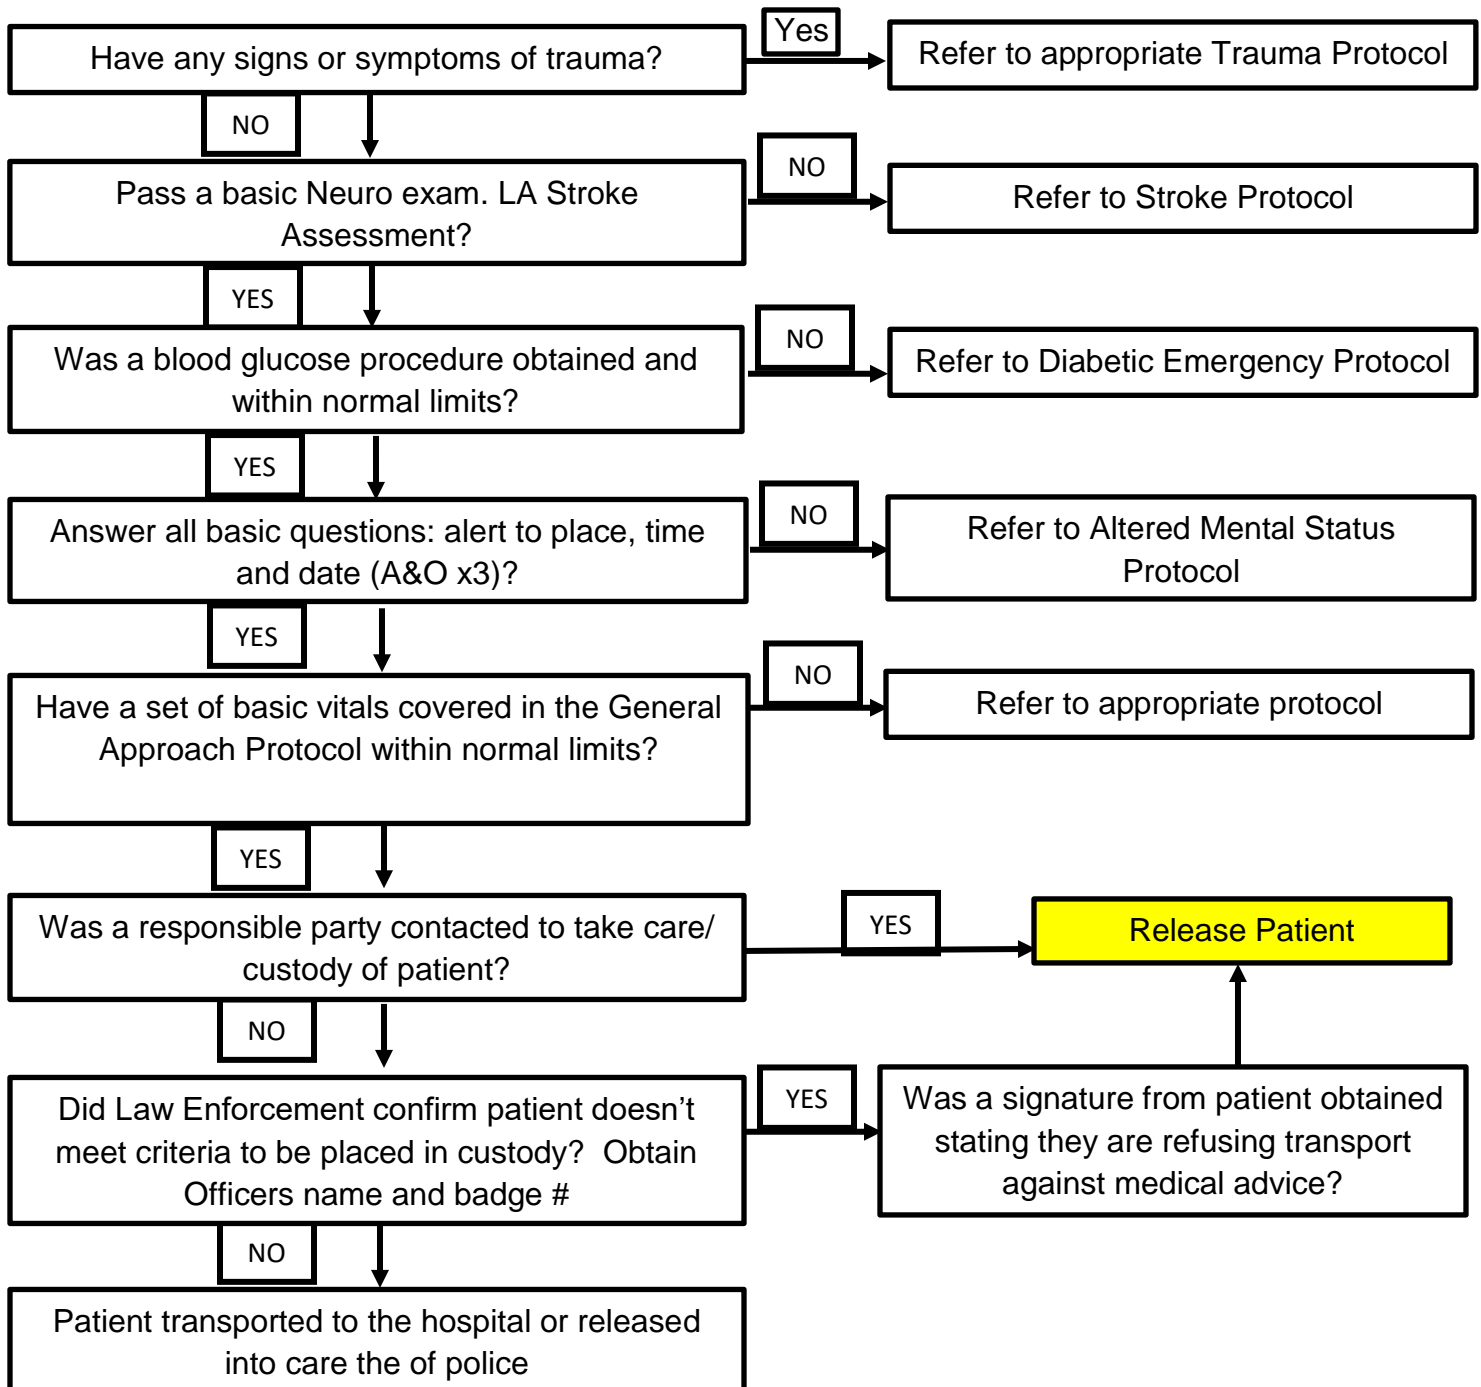 Have any signs or symptoms of trauma?
Yes
Refer to appropriate Trauma Protocol
NO
Pass a basic Neuro exam. LA Stroke
Assessment?
NO
Refer to Stroke Protocol
YES
Was a blood glucose procedure obtained and
within normal limits?
NO
Refer to Diabetic Emergency Protocol
YES
Answer all basic questions: alert to place, time
and date (A&O x3)?
NO
Refer to Altered Mental Status
Protocol
YES
Have a set of basic vitals covered in the General
Approach Protocol within normal limits?
NO
Refer to appropriate protocol
YES
Was a responsible party contacted to take care/
custody of patient?
YES
Release Patient
NO
Did Law Enforcement confirm patient doesn’t
meet criteria to be placed in custody?  Obtain
Officers name and badge #
YES
Was a signature from patient obtained
stating they are refusing transport
against medical advice?
NO
Patient transported to the hospital or released
into care the of police